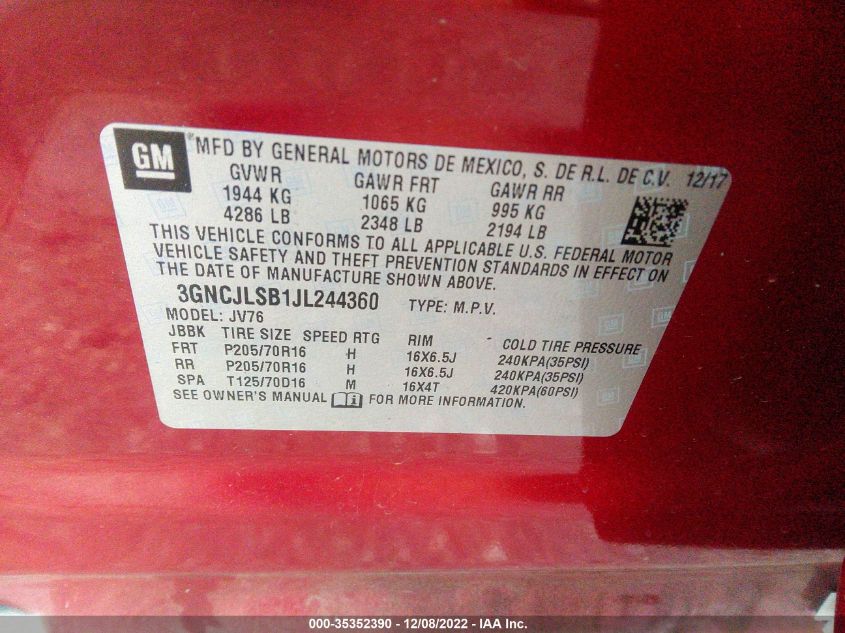 GM ® MFD BY GENERAL MOTORS DE MEXICO, S. DE R.L. DE C.V. 12/17
GVWR GAWR FRT GAWR RR
1944 KG 1065 KG 995 KG
4286 LB 2348 LB 2194 LB
THIS VEHICLE CONFORMS TO ALL APPLICABLE U.S. FEDERAL MOTOR
VEHICLE SAFETY AND THEFT PREVENTION STANDARDS IN EFFECT ON
THE DATE OF MANUFACTURE SHOWN ABOVE.
3GNCJLSB1JL244360 TYPE: M.P.V.
MODEL: JV76
JBBK TIRE SIZE SPEED RTG RIM COLD TIRE PRESSURE
FRT P205/70R16 H 16X6.5J 240KPA(35PSI)
RR P205/70R16 H 16X6.5J 240KPA(35PSI)
SPA T125/70D16 M 16X4T 420KPA(60PSI)
SEE OWNER'S MANUAL i FOR MORE INFORMATION.
000-35352390 - 12/08/2022 - IAA Inc.